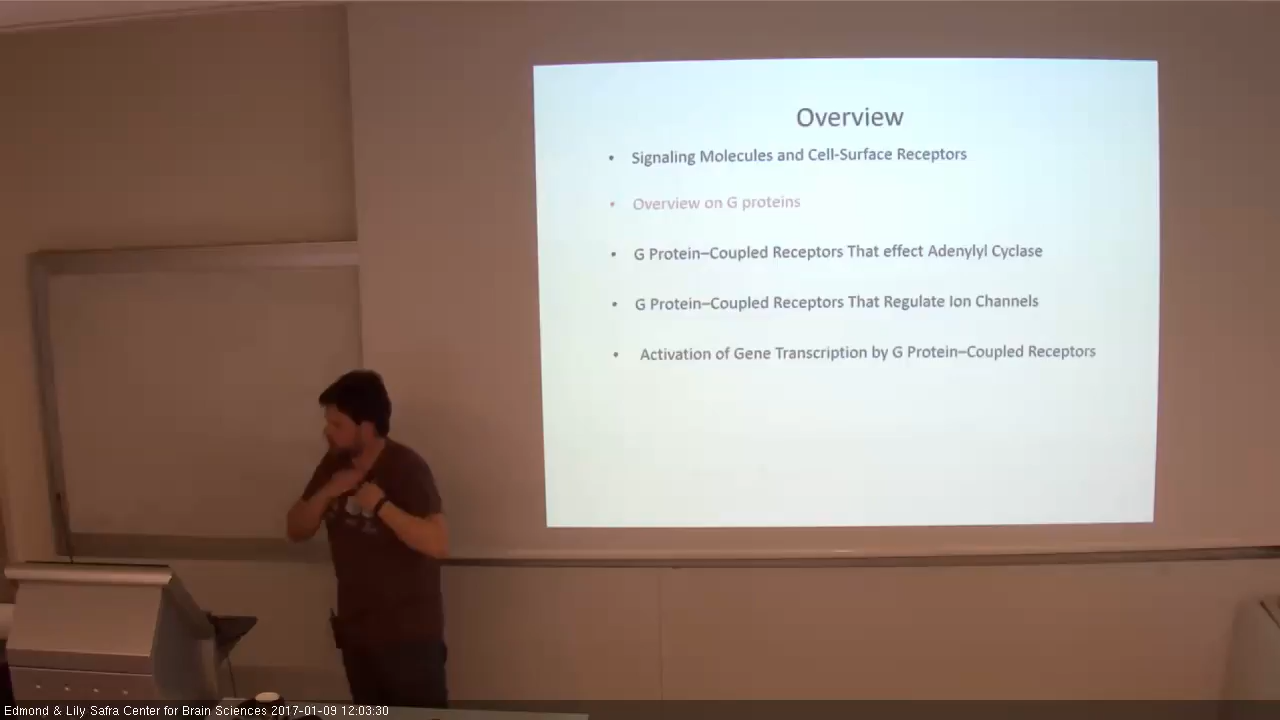 Overview
• Signaling Molecules and Cell-Surface Receptors
• Overview on G proteins
• G Protein–Coupled Receptors That effect Adenylyl Cyclase
• G Protein–Coupled Receptors That Regulate Ion Channels
• Activation of Gene Transcription by G Protein–Coupled Receptors
Edmond & Lily Safra Center for Brain Sciences 2017-01-09 12:03:30